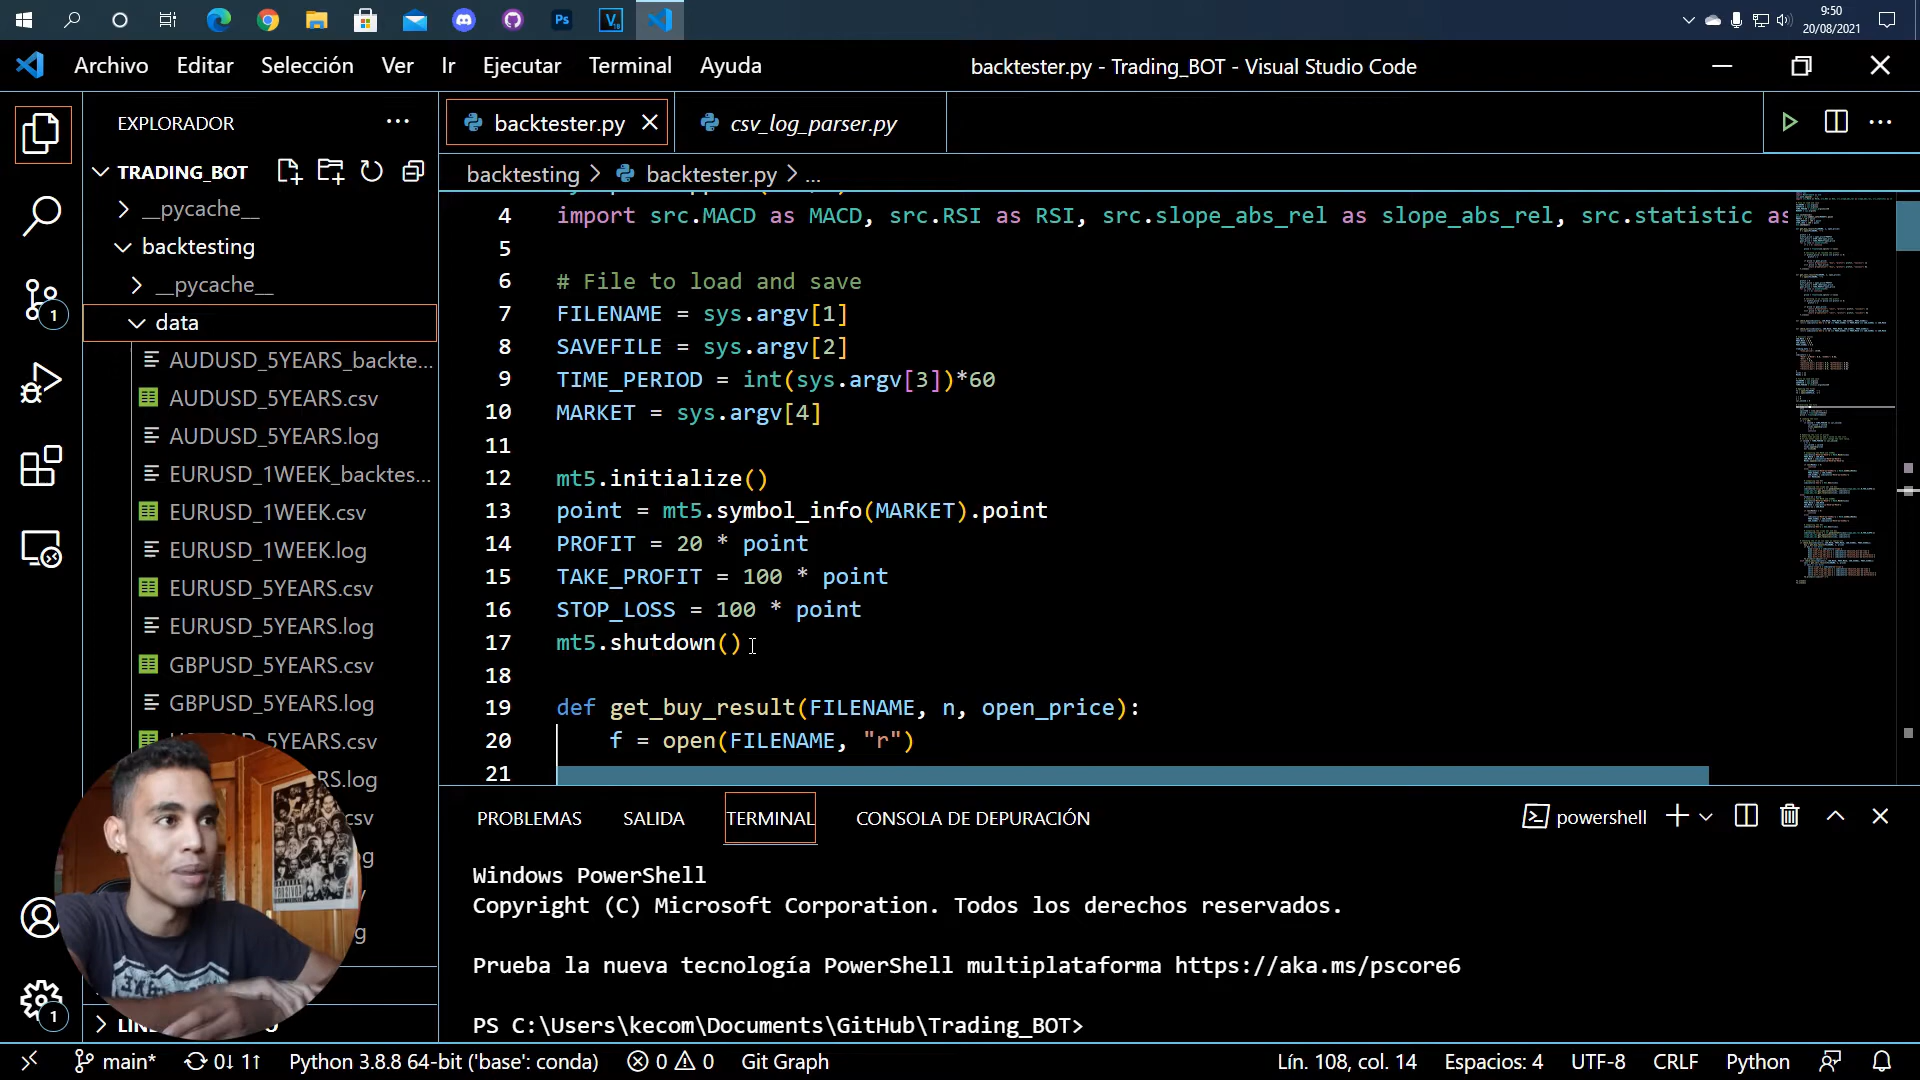 Ps
9:50
20/08/2021
Archivo Editar Selección Ver Ir Ejecutar Terminal Ayuda
backtester.py - Trading_BOT - Visual Studio Code
EXPLORADOR
TRADING_BOT
__pycache__
backtesting
__pycache__
data
AUDUSD_5YEARS_backte...
AUDUSD_5YEARS.csv
AUDUSD_5YEARS.log
EURUSD_1WEEK_backtes...
EURUSD_1WEEK.csv
EURUSD_1WEEK.log
EURUSD_5YEARS.csv
EURUSD_5YEARS.log
GBPUSD_5YEARS.csv
GBPUSD_5YEARS.log
5YEARS.csv
RS.log
csv
1
1
backtester.py
csv_log_parser.py
backtesting > backtester.py > ...
4 import src.MACD as MACD, src.RSI as RSI, src.slope_abs_rel as slope_abs_rel, src.statistic as
5
6 # File to load and save
7 FILENAME = sys.argv[1]
8 SAVEFILE = sys.argv[2]
9 TIME_PERIOD = int(sys.argv[3])*60
10 MARKET = sys.argv[4]
11
12 mt5.initialize()
13 point = mt5.symbol_info(MARKET).point
14 PROFIT = 20 * point
15 TAKE_PROFIT = 100 * point
16 STOP_LOSS = 100 * point
17 mt5.shutdown()
18
19 def get_buy_result(FILENAME, n, open_price):
20 f = open(FILENAME, "r")
21
PROBLEMAS SALIDA TERMINAL CONSOLA DE DEPURACIÓN
powershell
Windows PowerShell
Copyright (C) Microsoft Corporation. Todos los derechos reservados.
Prueba la nueva tecnología PowerShell multiplataforma https://aka.ms/pscore6
PS C:\Users\kecom\Documents\GitHub\Trading_BOT>
main* 0↓ 1↑ Python 3.8.8 64-bit ('base': conda) 0 0 Git Graph
Lín. 108, col. 14 Espacios: 4 UTF-8 CRLF Python